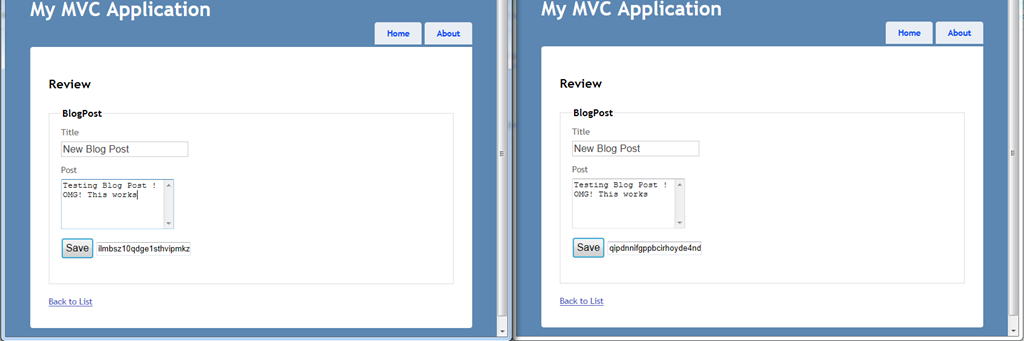 My MVC Application
Home About
Review
BlogPost
Title
New Blog Post
Post
Testing Blog Post !
OMG! This works
Save ilmbsz10qdge1sthvipmkz
Back to List
My MVC Application
Home About
Review
BlogPost
Title
New Blog Post
Post
Testing Blog Post !
OMG! This works
Save qipdnnifgppbcirhoyde4nd
Back to List